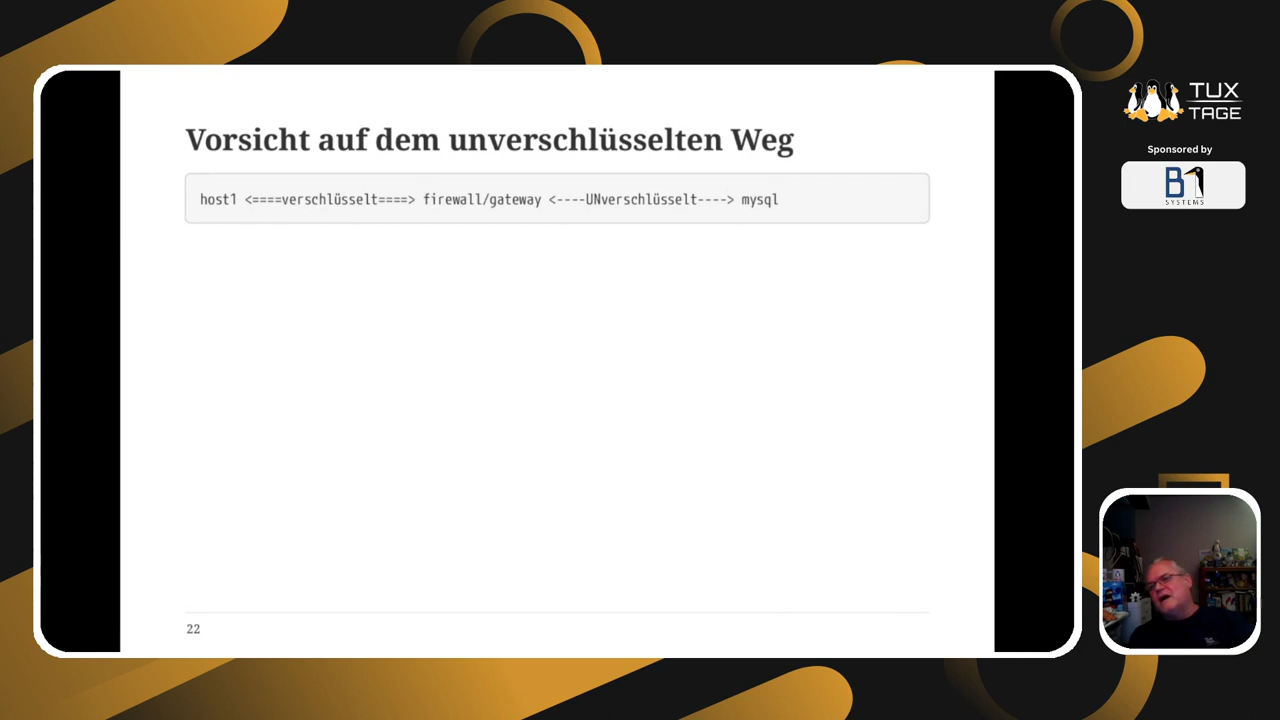 Vorsicht auf dem unverschlüsselten Weg
host1 <====verschlüsselt====> firewall/gateway <----UNverschlüsselt----> mysql
22
TUX
TAGE
Sponsored by
B1
SYSTEMS